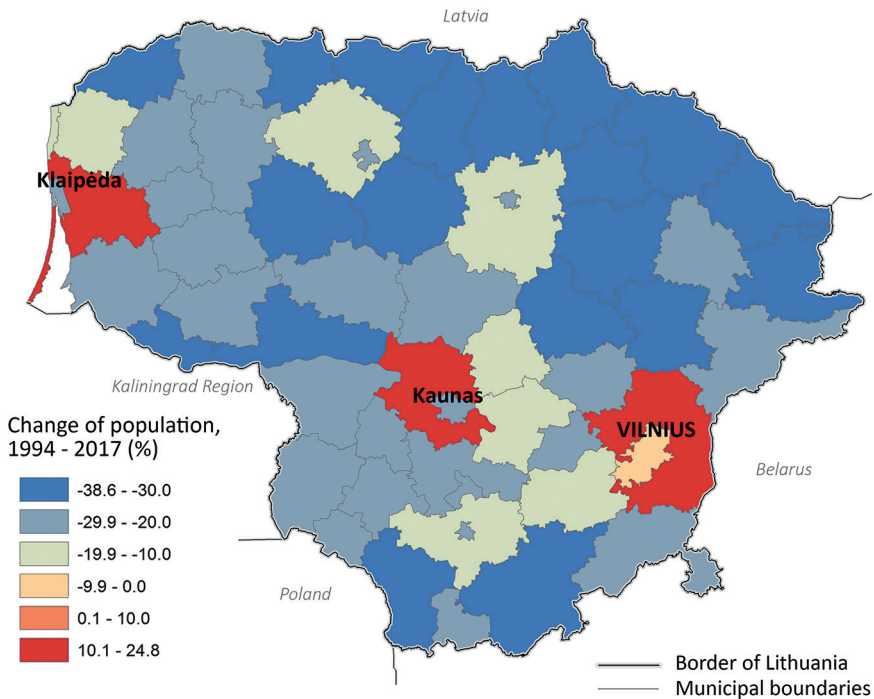 Latvia
Klaipėda
Kaliningrad Region
Kaunas
VILNIUS
Change of population,
1994 - 2017 (%)
-38.6 - -30.0
-29.9 - -20.0
-19.9 - -10.0
-9.9 - 0.0
0.1 - 10.0
10.1 - 24.8
Belarus
Poland
Border of Lithuania
Municipal boundaries